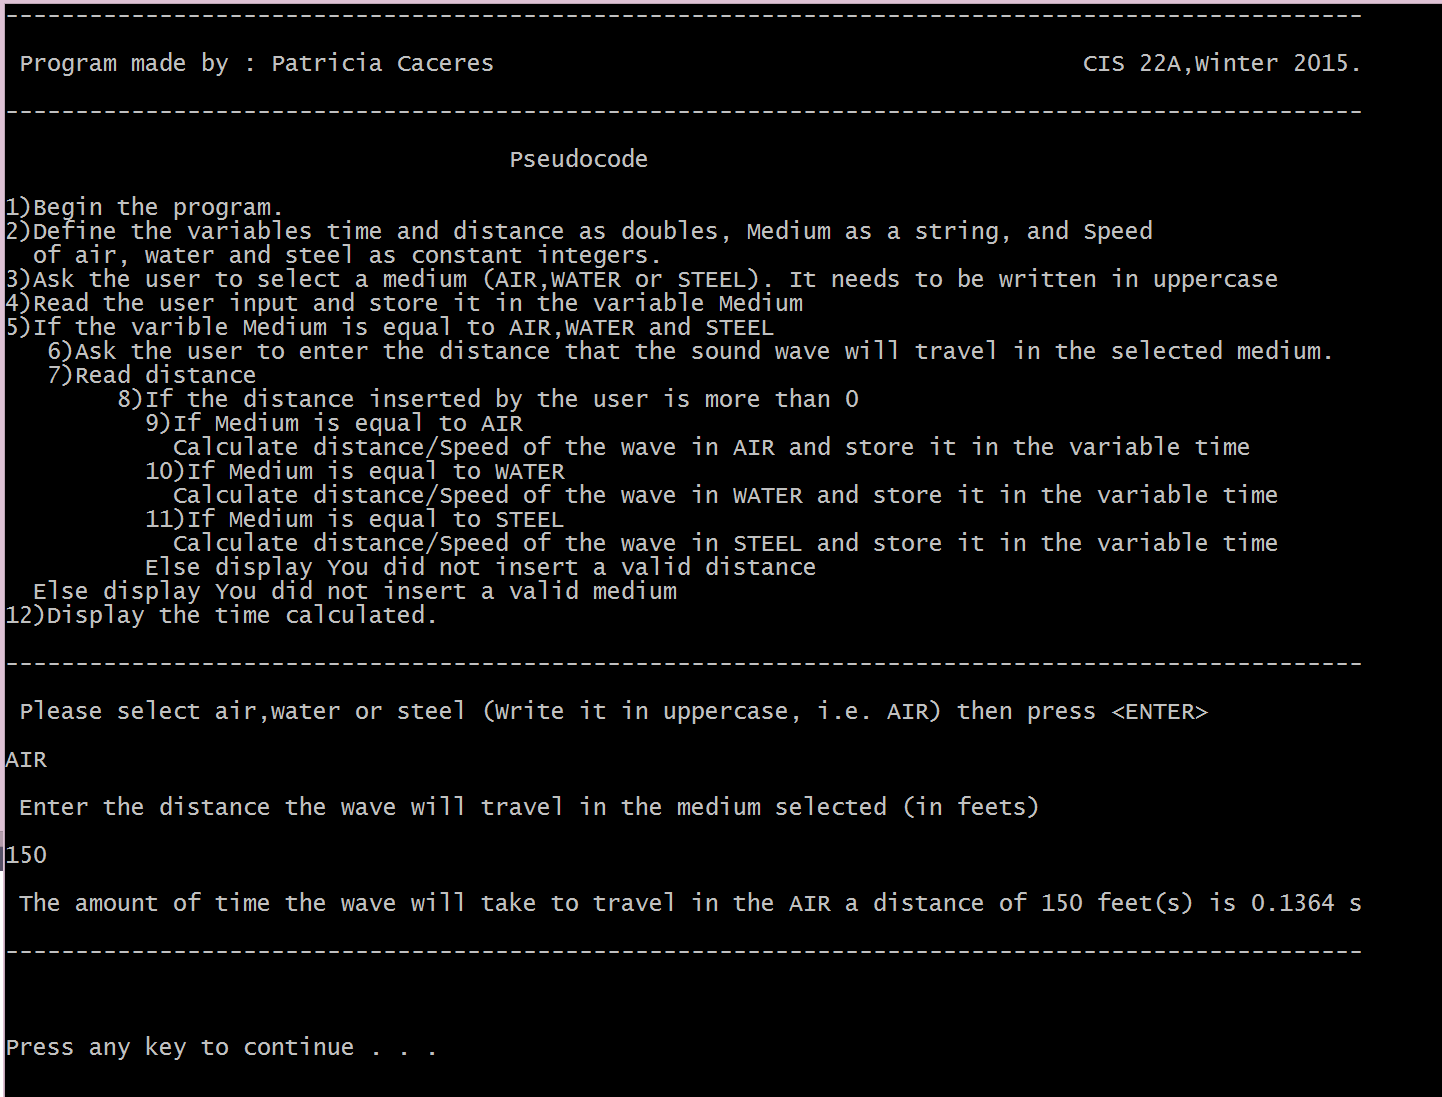 -------------------------------------------------------------------------------------------------
Program made by : Patricia Caceres CIS 22A,Winter 2015.
-------------------------------------------------------------------------------------------------
Pseudocode
1)Begin the program.
2)Define the variables time and distance as doubles, Medium as a string, and Speed
of air, water and steel as constant integers.
3)Ask the user to select a medium (AIR,WATER or STEEL). It needs to be written in uppercase
4)Read the user input and store it in the variable Medium
5)If the varible Medium is equal to AIR,WATER and STEEL
6)Ask the user to enter the distance that the sound wave will travel in the selected medium.
7)Read distance
8)If the distance inserted by the user is more than 0
9)If Medium is equal to AIR
Calculate distance/Speed of the wave in AIR and store it in the variable time
10)If Medium is equal to WATER
Calculate distance/Speed of the wave in WATER and store it in the variable time
11)If Medium is equal to STEEL
Calculate distance/Speed of the wave in STEEL and store it in the variable time
Else display You did not insert a valid distance
Else display You did not insert a valid medium
12)Display the time calculated.
-------------------------------------------------------------------------------------------------
Please select air,water or steel (Write it in uppercase, i.e. AIR) then press <ENTER>
AIR
Enter the distance the wave will travel in the medium selected (in feets)
150
The amount of time the wave will take to travel in the AIR a distance of 150 feet(s) is 0.1364 s
-------------------------------------------------------------------------------------------------
Press any key to continue . . .